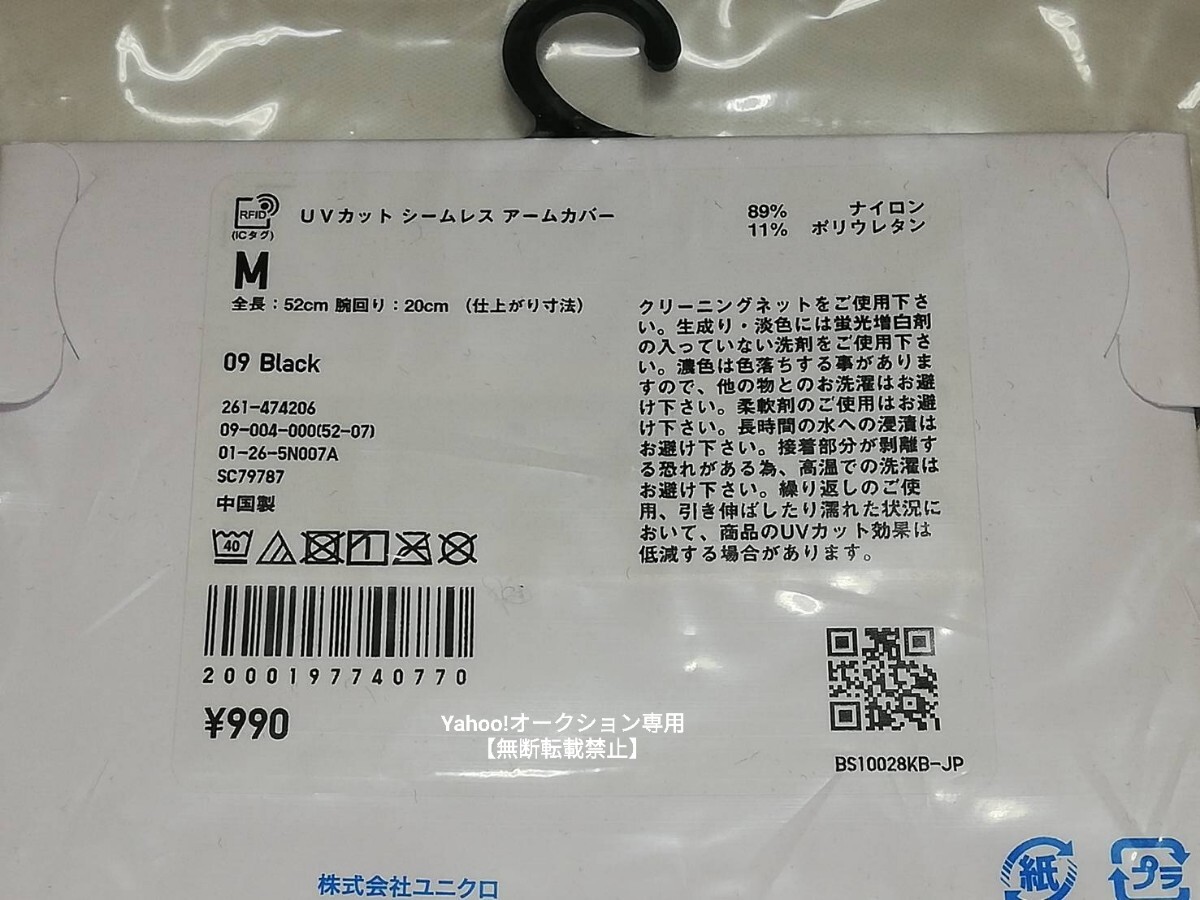 RFID
(ICタグ)
UVカット シームレス アームカバー
89% ナイロン
11% ポリウレタン
M
全長：52cm 腕回り：20cm （仕上がり寸法）
09 Black
261-474206
09-004-000(52-07)
01-26-5N007A
SC79787
中国製
40
クリーニングネットをご使用下さ
い。生成り・淡色には蛍光増白剤
の入っていない洗剤をご使用下さ
い。濃色は色落ちする事がありま
すので、他の物とのお洗濯はお避
け下さい。柔軟剤のご使用はお避
け下さい。長時間の水への浸漬は
お避け下さい。接着部分が剥離す
る恐れがある為、高温での洗濯は
お避け下さい。繰り返しのご使
用、引き伸ばしたり濡れた状況に
おいて、商品のUVカット効果は
低減する場合があります。
2000197740770
¥990
Yahoo!オークション専用
【無断転載禁止】
BS10028KB-JP
株式会社ユニクロ
紙
プラ